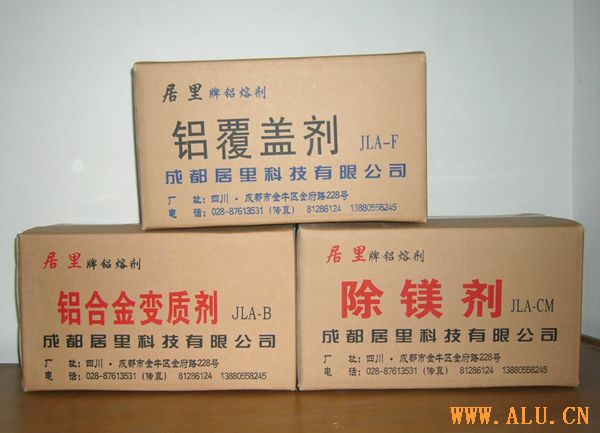 居里牌铝熔剂
铝覆盖剂 JLA-F
成都居里科技有限公司
厂 址: 四川·成都市金牛区金府路228号
电 话: 028-87613531 (传真) 81286124 13880558245
居里牌铝熔剂
铝合金变质剂 JLA-B
成都居里科技有限公司
厂 址: 四川·成都市金牛区金府路228号
电 话: 028-87613531 (传真) 81286124 13880558245
居里牌铝熔剂
除镁剂 JLA-CM
成都居里科技有限公司
厂 址: 四川·成都市金牛区金府路228号
电 话: 028-87613531 (传真) 81286124 13880558245
WWW.ALU.CN